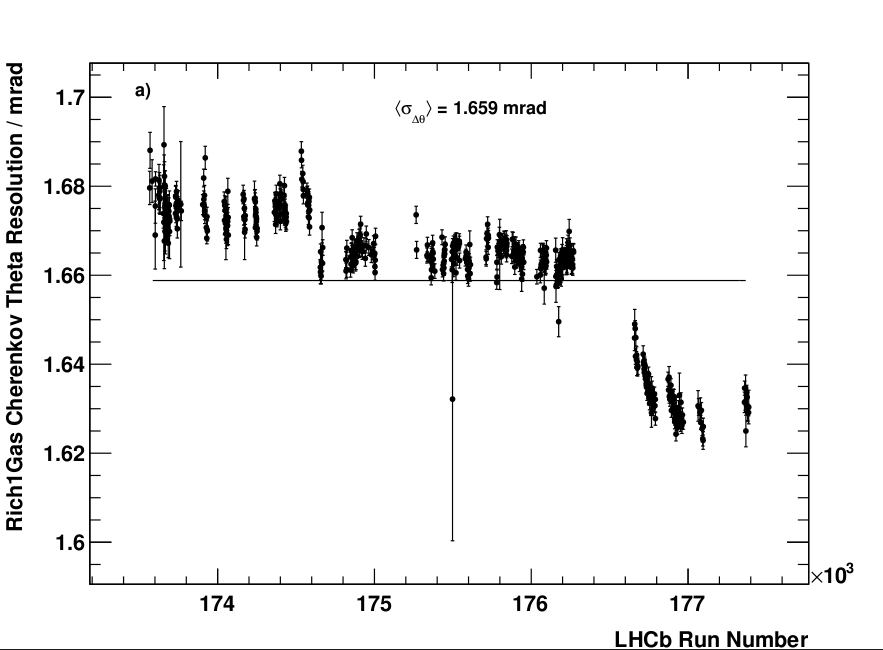 a)
⟨σ_Δθ⟩ = 1.659 mrad
Rich1Gas Cherenkov Theta Resolution / mrad
1.7
1.68
1.66
1.64
1.62
1.6
174 175 176 177
×10³
LHCb Run Number